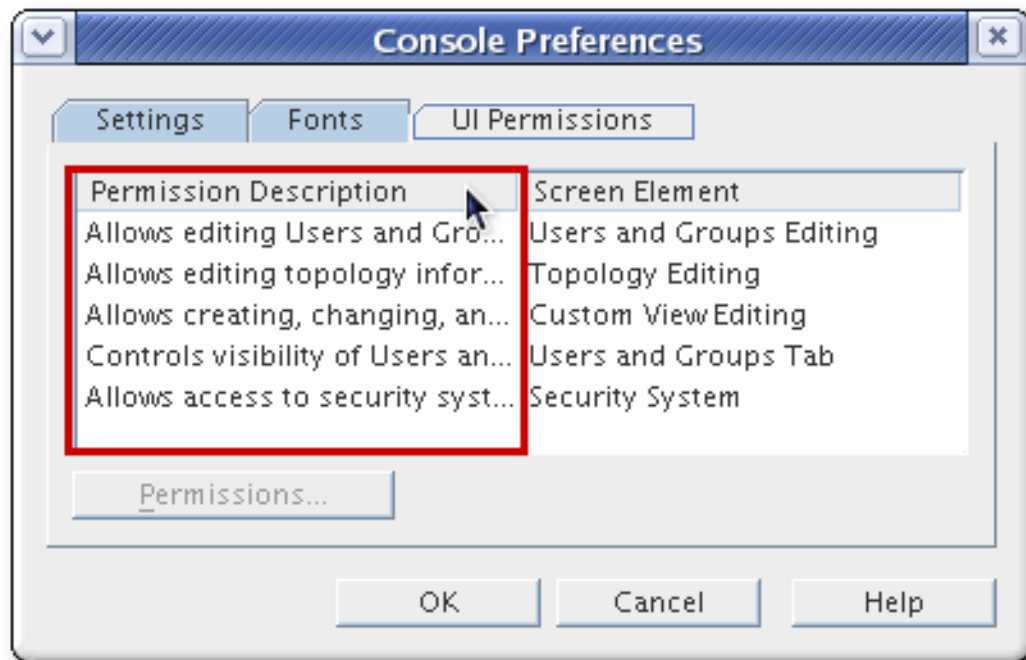 Console Preferences
Settings Fonts UI Permissions
Permission Description Screen Element
Allows editing Users and Gro... Users and Groups Editing
Allows editing topology infor... Topology Editing
Allows creating, changing, an... Custom View Editing
Controls visibility of Users an... Users and Groups Tab
Allows access to security syst... Security System
Permissions...
OK Cancel Help